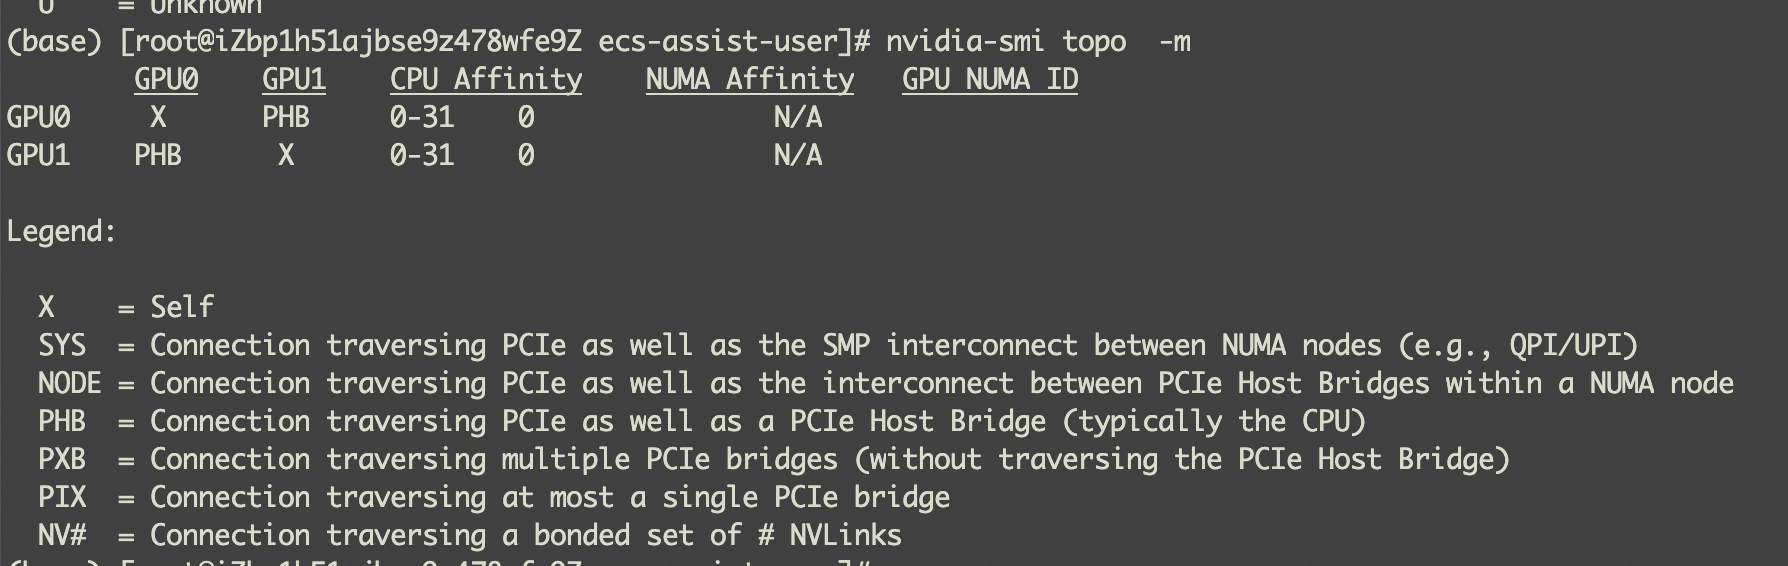 U = Unknown
(base) [root@iZbp1h51ajbse9z478wfe9Z ecs-assist-user]# nvidia-smi topo -m
GPU0 GPU1 CPU Affinity NUMA Affinity GPU NUMA ID
GPU0 X PHB 0-31 0 N/A
GPU1 PHB X 0-31 0 N/A
Legend:
X = Self
SYS = Connection traversing PCIe as well as the SMP interconnect between NUMA nodes (e.g., QPI/UPI)
NODE = Connection traversing PCIe as well as the interconnect between PCIe Host Bridges within a NUMA node
PHB = Connection traversing PCIe as well as a PCIe Host Bridge (typically the CPU)
PXB = Connection traversing multiple PCIe bridges (without traversing the PCIe Host Bridge)
PIX = Connection traversing at most a single PCIe bridge
NV# = Connection traversing a bonded set of # NVLinks